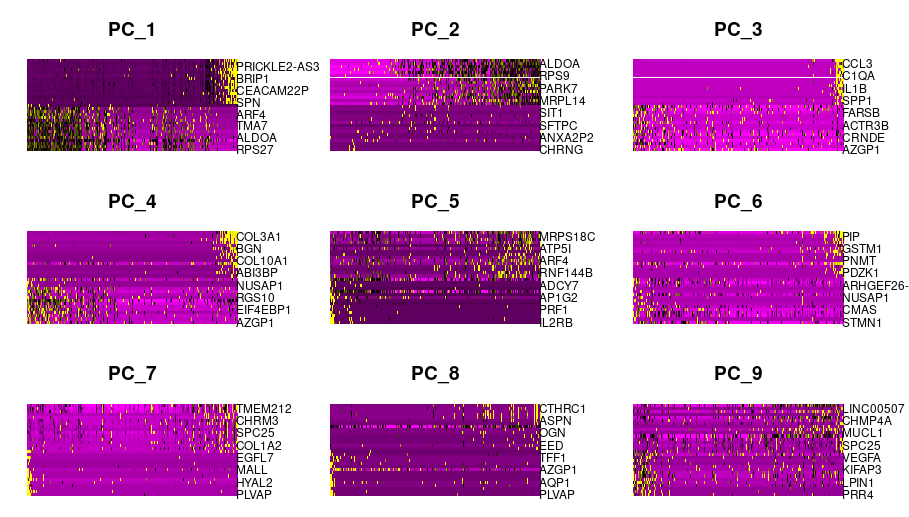 PC_1
PRICKLE2-AS3
BRIP1
CEACAM22P
SPN
ARF4
TMA7
ALDOA
RPS27
PC_2
ALDOA
RPS9
PARK7
MRPL14
SIT1
SFTPC
ANXA2P2
CHRNG
PC_3
CCL3
C1QA
IL1B
SPP1
FARSB
ACTR3B
CRNDE
AZGP1
PC_4
COL3A1
BGN
COL10A1
ABI3BP
NUSAP1
RGS10
EIF4EBP1
AZGP1
PC_5
MRPS18C
ATP5I
ARF4
RNF144B
ADCY7
AP1G2
PRF1
IL2RB
PC_6
PIP
GSTM1
PNMT
PDZK1
ARHGEF26-
NUSAP1
CMAS
STMN1
PC_7
TMEM212
CHRM3
SPC25
COL1A2
EGFL7
MALL
HYAL2
PLVAP
PC_8
CTHRC1
ASPN
OGN
EED
TFF1
AZGP1
AQP1
PLVAP
PC_9
LINC00507
CHMP4A
MUCL1
SPC25
VEGFA
KIFAP3
LPIN1
PRR4